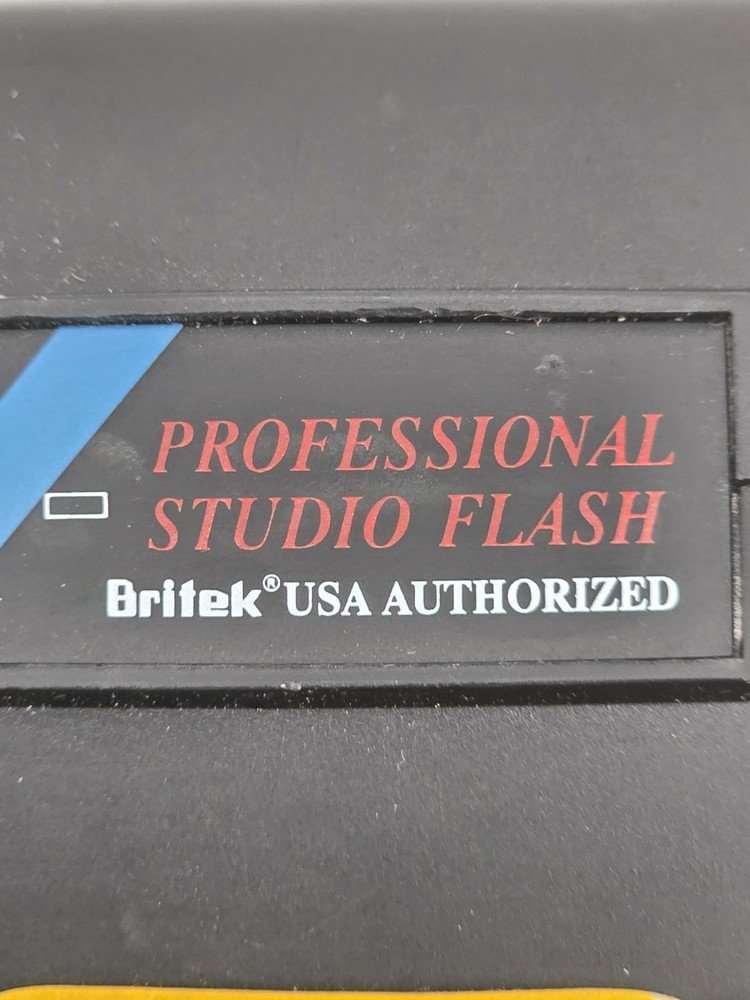 PROFESSIONAL
STUDIO FLASH
Britek® USA AUTHORIZED